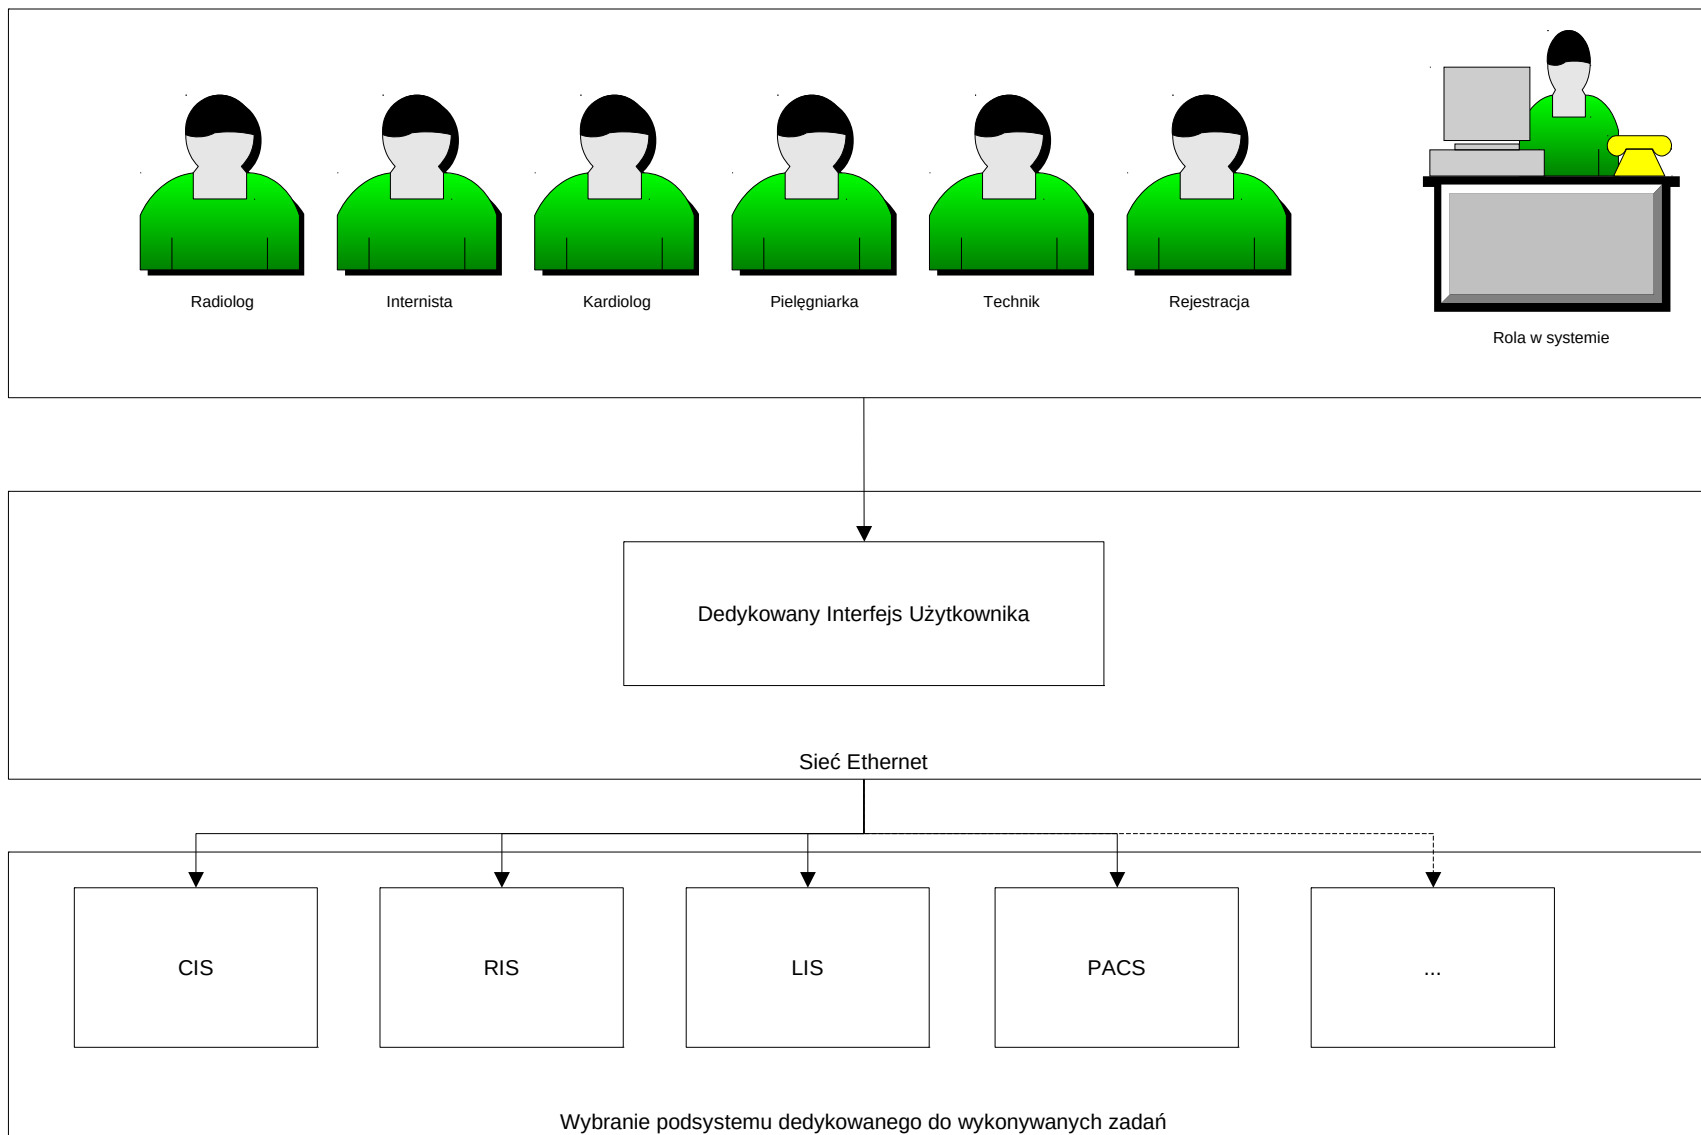 Radiolog
Internista
Kardiolog
Pielęgniarka
Technik
Rejestracja
Rola w systemie
Dedykowany Interfejs Użytkownika
Sieć Ethernet
CIS
RIS
LIS
PACS
...
Wybranie podsystemu dedykowanego do wykonywanych zadań